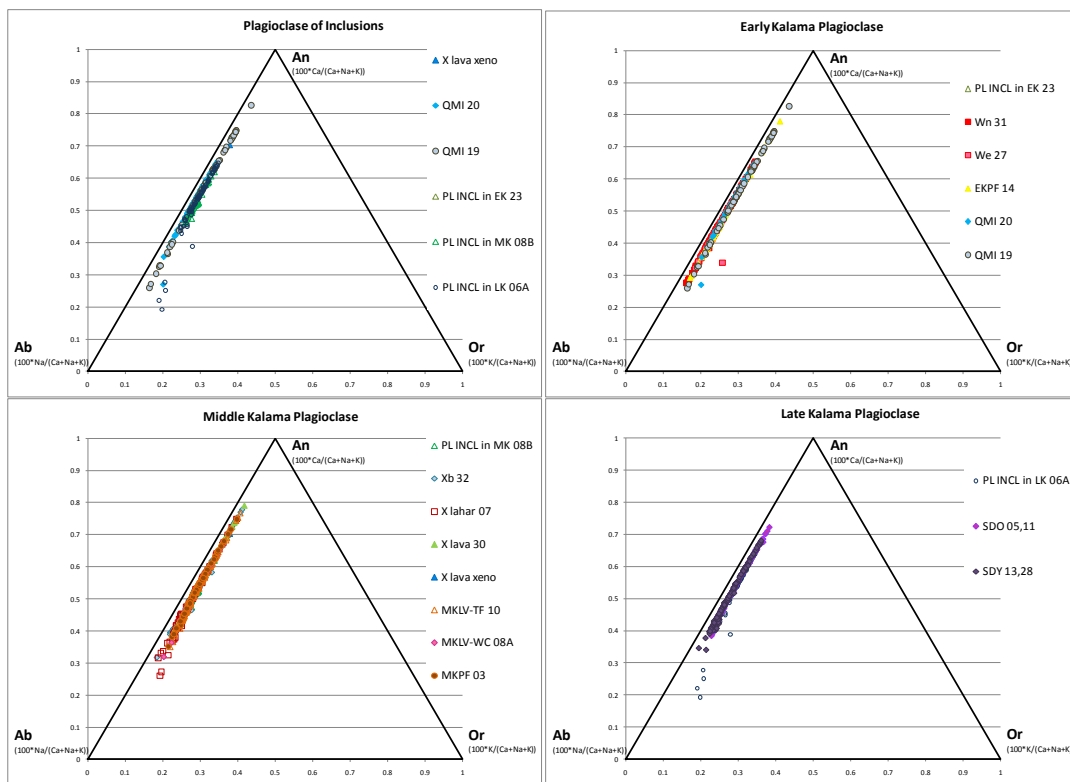 Plagioclase of Inclusions
An
(100*Ca/(Ca+Na+K))
1
0.9
0.8
0.7
0.6
0.5
0.4
0.3
0.2
0.1
0
Ab
(100*Na/(Ca+Na+K))
Or
(100*K/(Ca+Na+K))
0 0.1 0.2 0.3 0.4 0.5 0.6 0.7 0.8 0.9 1
X lava xeno
QMI 20
QMI 19
PL INCL in EK 23
PL INCL in MK 08B
PL INCL in LK 06A
Early Kalama Plagioclase
An
(100*Ca/(Ca+Na+K))
1
0.9
0.8
0.7
0.6
0.5
0.4
0.3
0.2
0.1
0
Ab
(100*Na/(Ca+Na+K))
Or
(100*K/(Ca+Na+K))
0 0.1 0.2 0.3 0.4 0.5 0.6 0.7 0.8 0.9 1
PL INCL in EK 23
Wn 31
We 27
EKPF 14
QMI 20
QMI 19
Middle Kalama Plagioclase
An
(100*Ca/(Ca+Na+K))
1
0.9
0.8
0.7
0.6
0.5
0.4
0.3
0.2
0.1
0
Ab
(100*Na/(Ca+Na+K))
Or
(100*K/(Ca+Na+K))
0 0.1 0.2 0.3 0.4 0.5 0.6 0.7 0.8 0.9 1
PL INCL in MK 08B
Xb 32
X lahar 07
X lava 30
X lava xeno
MKLV-TF 10
MKLV-WC 08A
MKPF 03
Late Kalama Plagioclase
An
(100*Ca/(Ca+Na+K))
1
0.9
0.8
0.7
0.6
0.5
0.4
0.3
0.2
0.1
0
Ab
(100*Na/(Ca+Na+K))
Or
(100*K/(Ca+Na+K))
0 0.1 0.2 0.3 0.4 0.5 0.6 0.7 0.8 0.9 1
PL INCL in LK 06A
SDO 05,11
SDY 13,28